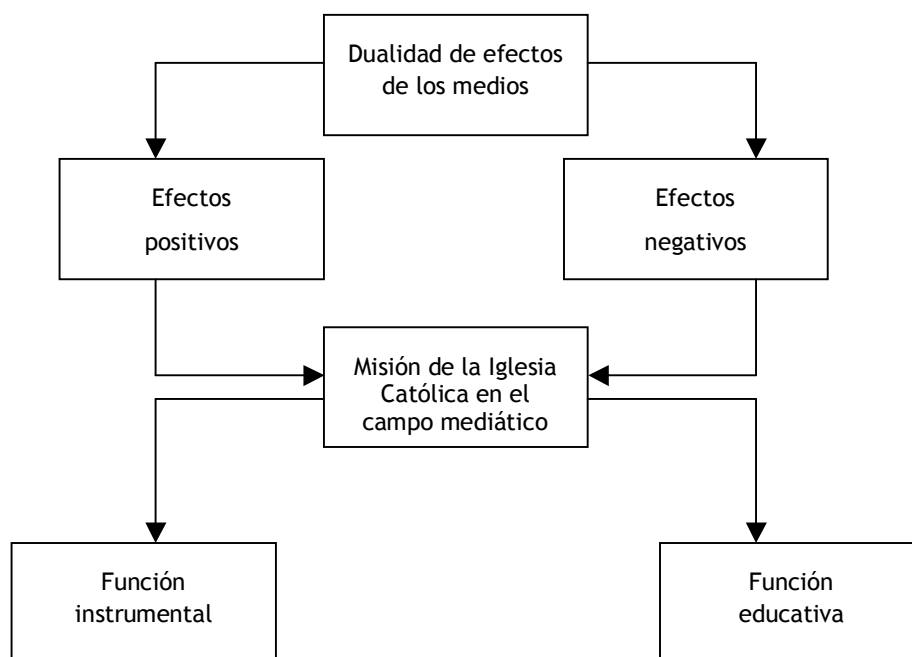 Dualidad de efectos
de los medios
Efectos
positivos
Efectos
negativos
Misión de la Iglesia
Católica en el
campo mediático
Función
instrumental
Función
educativa